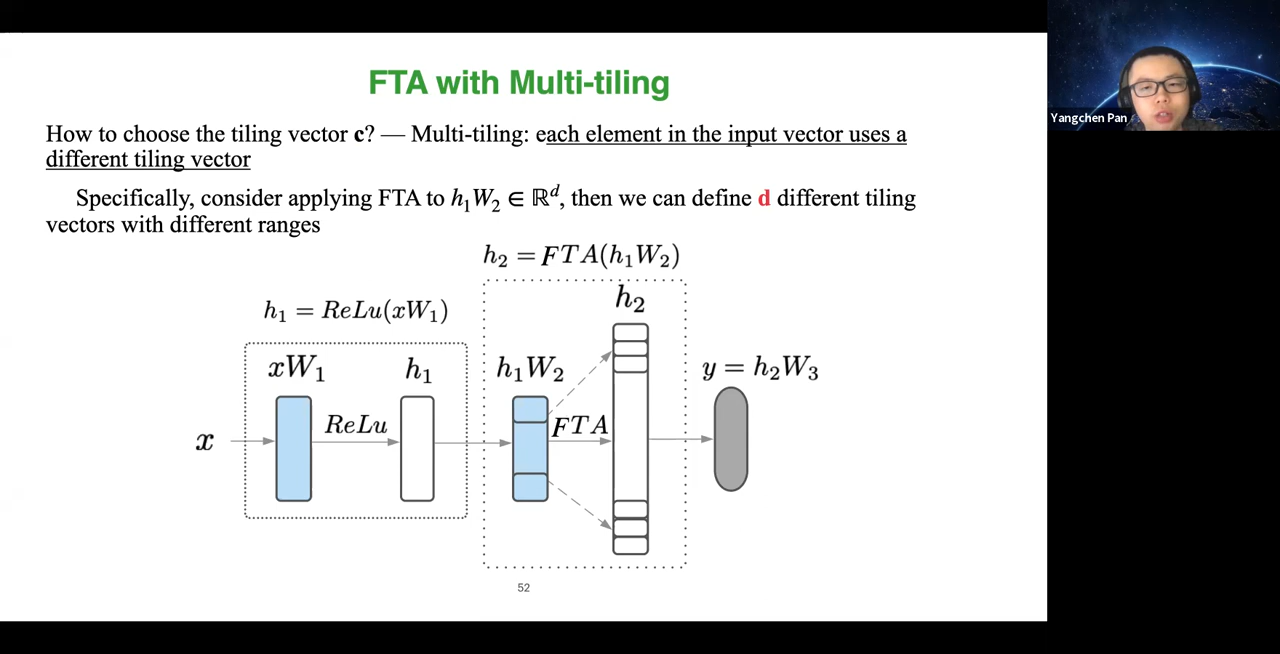 FTA with Multi-tiling
How to choose the tiling vector c? — Multi-tiling: each element in the input vector uses a
different tiling vector
Specifically, consider applying FTA to h₁W₂ ∈ ℝᵈ, then we can define d different tiling
vectors with different ranges
h₂ = FTA(h₁W₂)
h₁ = ReLu(xW₁)
h₂
xW₁
h₁
h₁W₂
y = h₂W₃
ReLu
FTA
x
52
Yangchen Pan